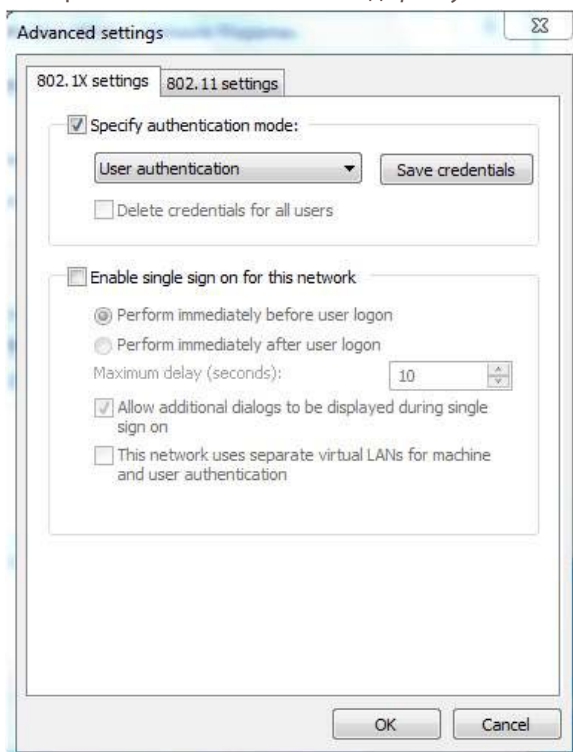 Advanced settings
802.1X settings
802.11 settings
Specify authentication mode:
User authentication
Save credentials
Delete credentials for all users
Enable single sign on for this network
Perform immediately before user logon
Perform immediately after user logon
Maximum delay (seconds):
10
Allow additional dialogs to be displayed during single
sign on
This network uses separate virtual LANs for machine
and user authentication
OK
Cancel